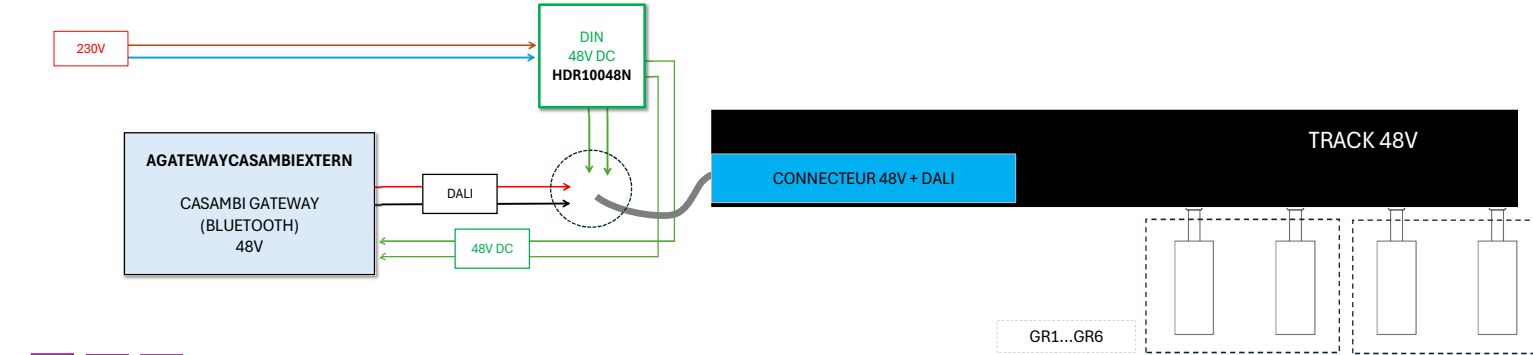 230V
DIN
48V DC
HDR10048N
AGATEWAYCASAMBIEXTERN
CASAMBI GATEWAY
(BLUETOOTH)
48V
DALI
48V DC
CONNECTEUR 48V + DALI
TRACK 48V
GR1...GR6